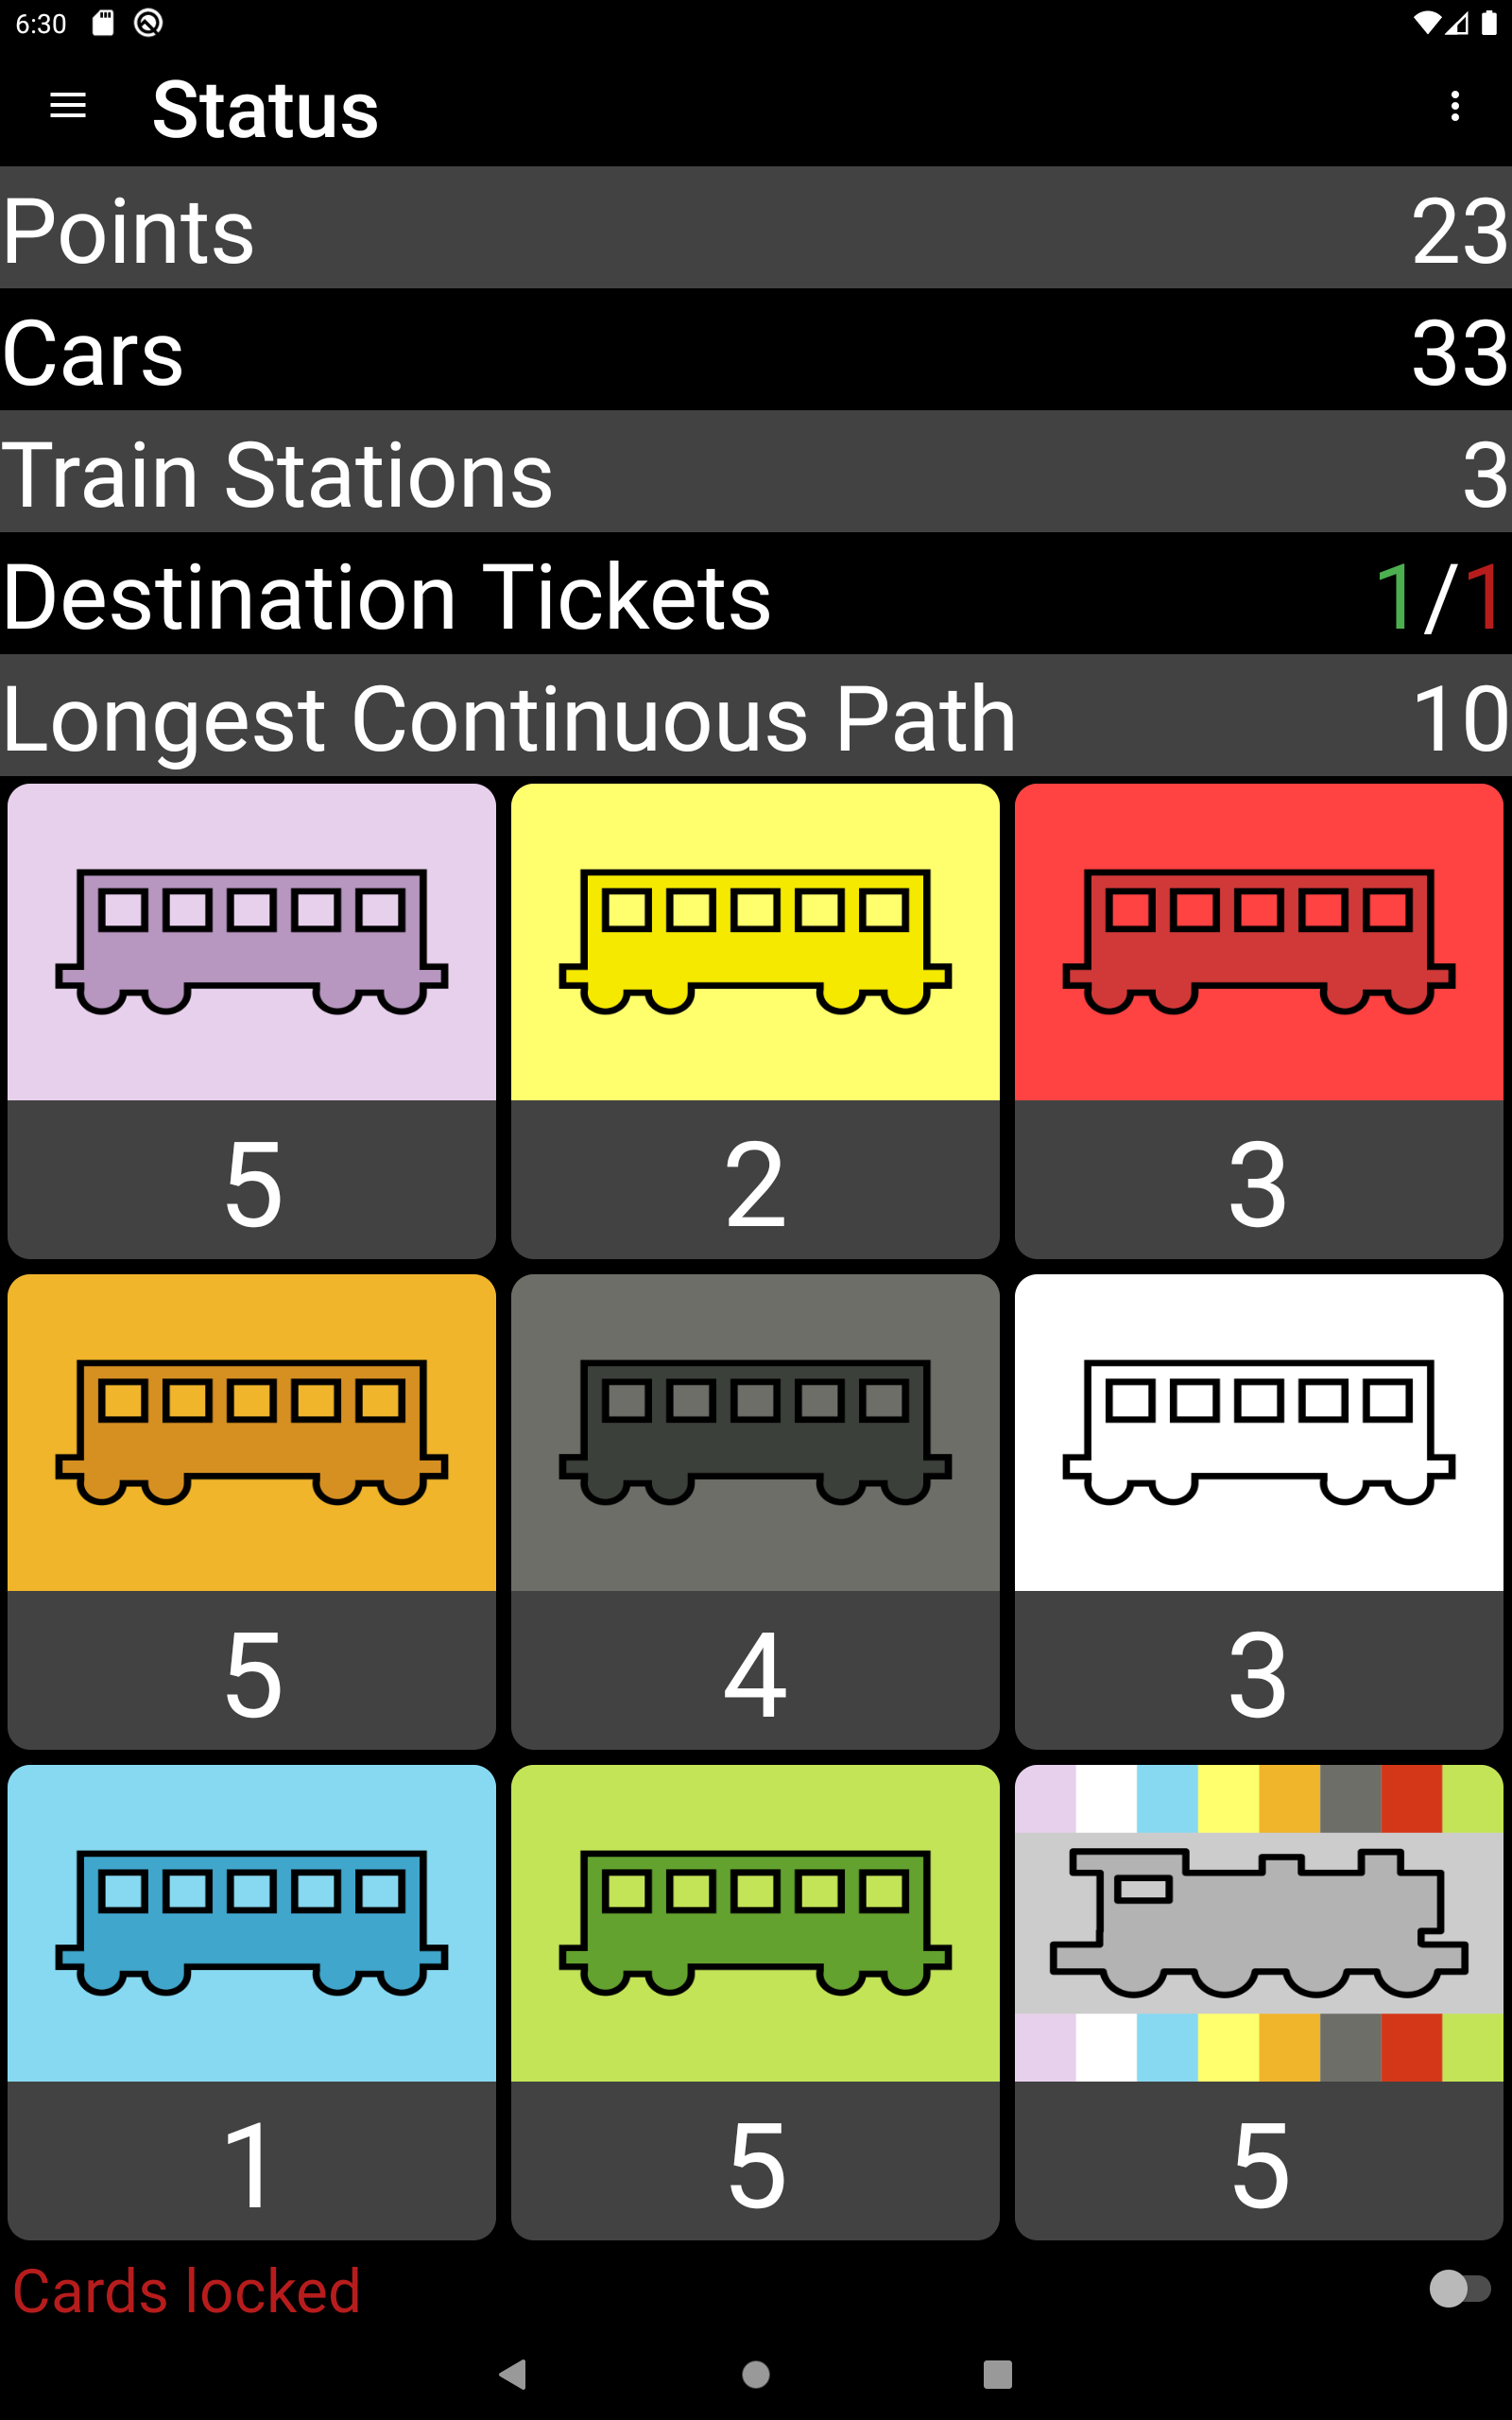 6:30
Status
Points 23
Cars 33
Train Stations 3
Destination Tickets 1/1
Longest Continuous Path 10
5 2 3
5 4 3
1 5 5
Cards locked